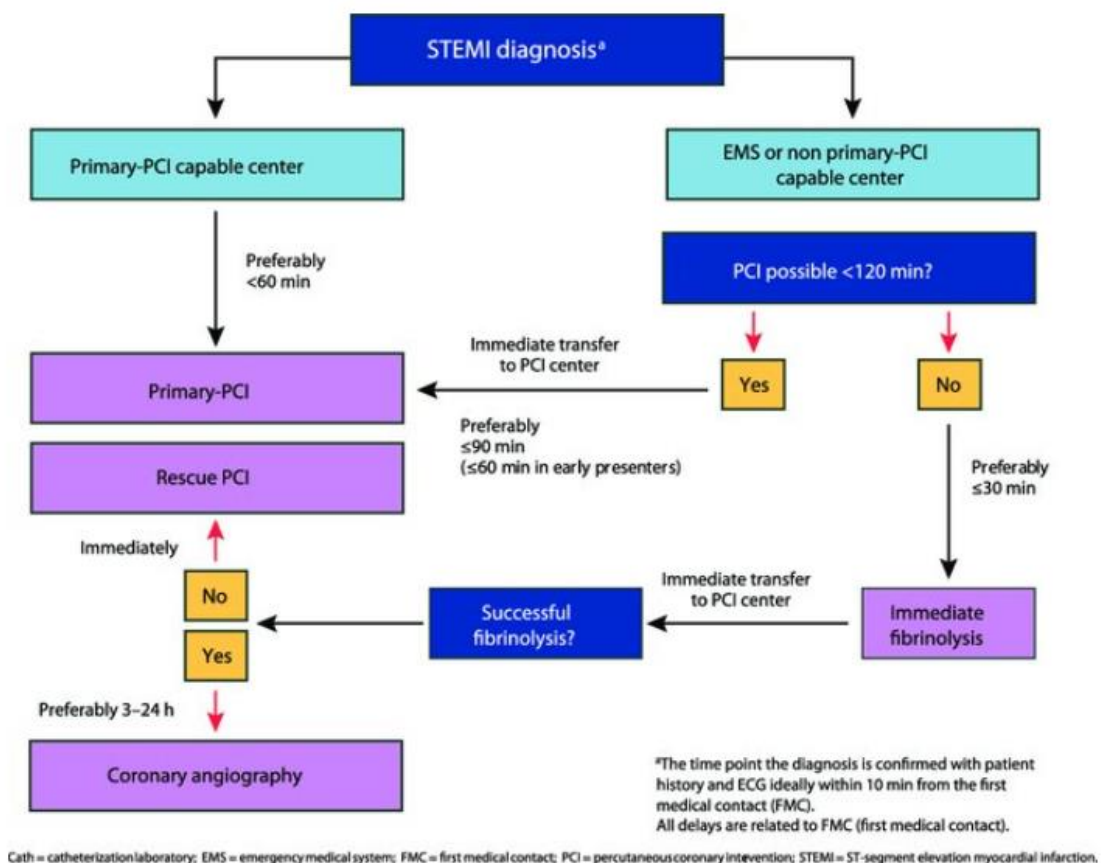 STEMI diagnosisᵃ
Primary-PCI capable center
EMS or non primary-PCI
capable center
Preferably
<60 min
PCI possible <120 min?
Immediate transfer
to PCI center
Yes
No
Primary-PCI
Preferably
≤90 min
(≤60 min in early presenters)
Preferably
≤30 min
Rescue PCI
Immediately
No
Yes
Successful
fibrinolysis?
Immediate transfer
to PCI center
Immediate
fibrinolysis
Preferably 3–24 h
Coronary angiography
ᵃThe time point the diagnosis is confirmed with patient
history and ECG ideally within 10 min from the first
medical contact (FMC).
All delays are related to FMC (first medical contact).
Cath = catheterization laboratory; EMS = emergency medical system; FMC = first medical contact; PCI = percutaneous coronary intervention; STEMI = ST-segment elevation myocardial infarction.